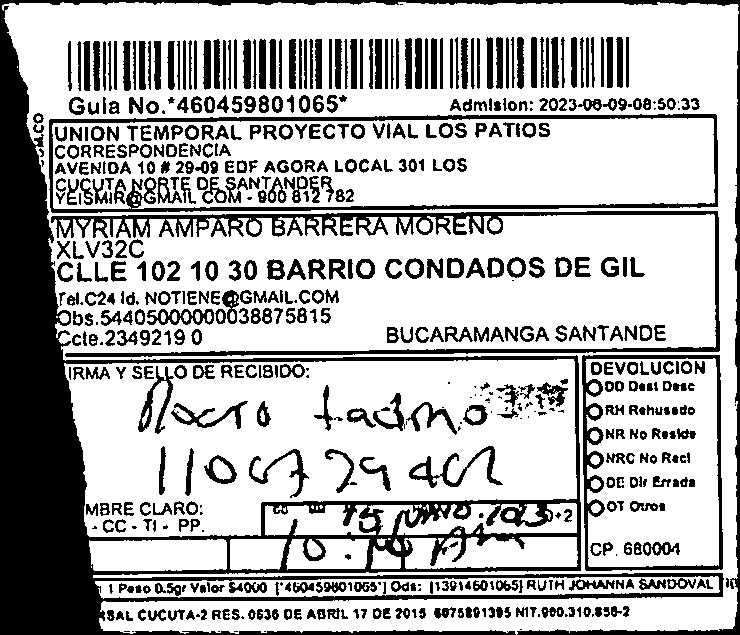 Guia No.*460459801065* Admision: 2023-06-09-08:50:33
UNION TEMPORAL PROYECTO VIAL LOS PATIOS
CORRESPONDENCIA
AVENIDA 10 # 29-09 EDF AGORA LOCAL 301 LOS
CUCUTA NORTE DE SANTANDER
YEISMIR@GMAIL COM - 900 812 782
MYRIAM AMPARO BARRERA MORENO
XLV32C
CLLE 102 10 30 BARRIO CONDADOS DE GIL
Tel.C24 Id. NOTIENE@GMAIL.COM
Obs.54405000000038875815
Ccte.2349219 0 BUCARAMANGA SANTANDE
IRMA Y SELLO DE RECIBIDO:
DEVOLUCION
DD Dest Desc
RH Rehusado
NR No Reside
NRC No Recl
DE Dir Errada
OT Otros
MBRE CLARO:
- CC - TI - PP.
D+2
CP. 680004
1 Peso 0.5gr Valor $4000 [*460459801065*] Ods: [13914601065] RUTH JOHANNA SANDOVAL
SAL CUCUTA-2 RES. 0636 DE ABRIL 17 DE 2015 6075891395 NIT.900.310.856-2